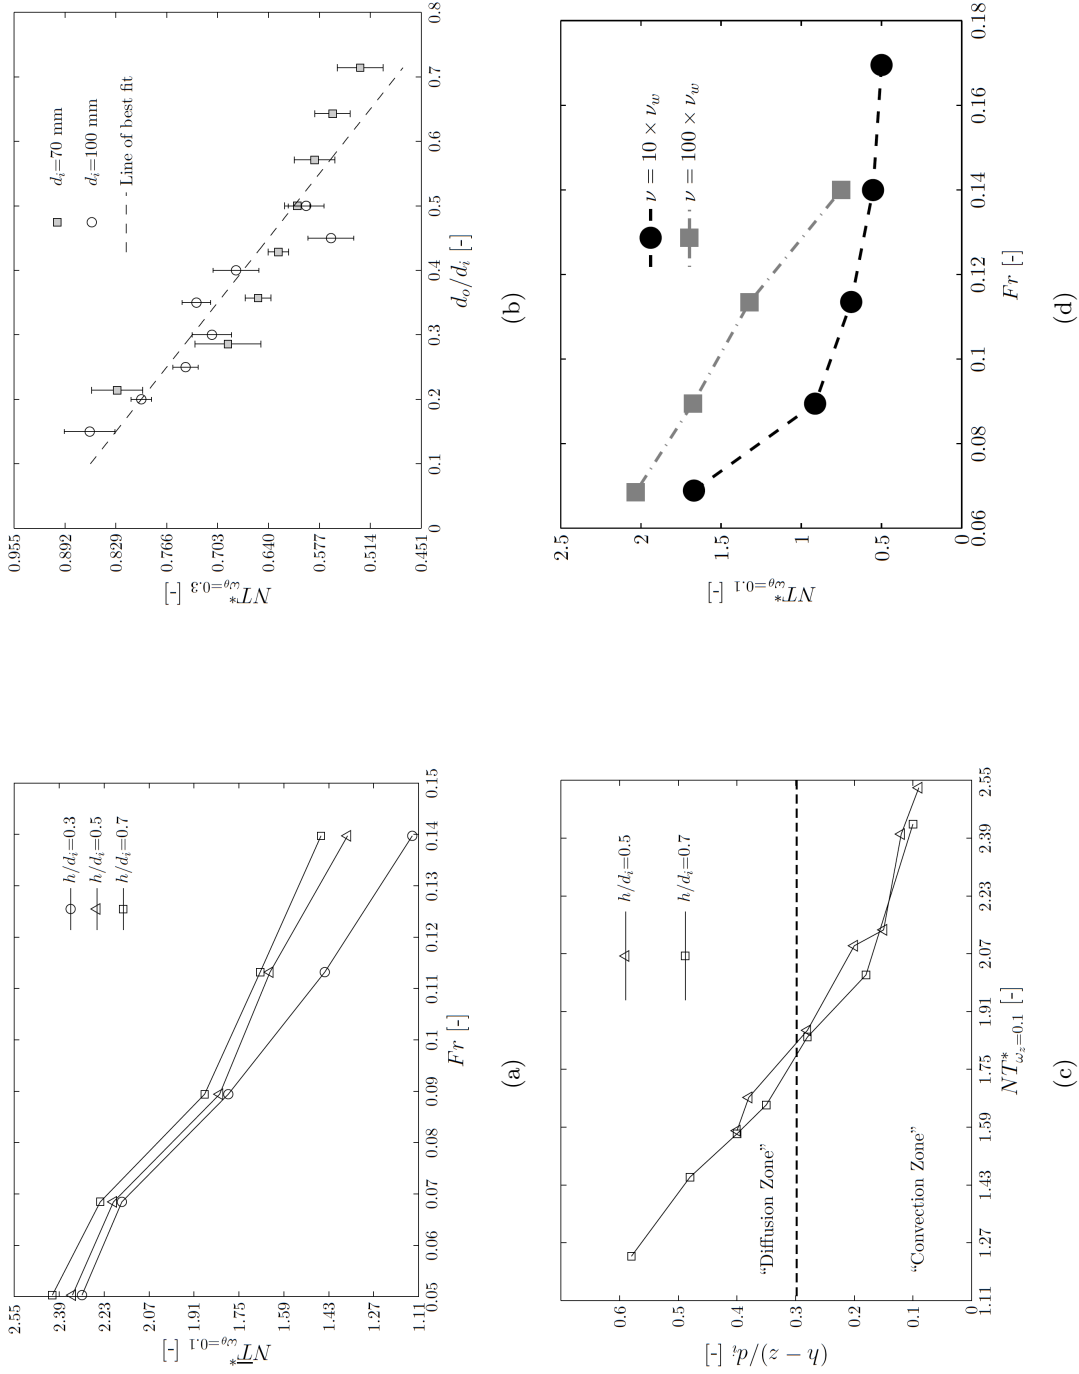 2.55
2.39
2.23
2.07
1.91
1.75
1.59
1.43
1.27
1.11
N̅T̅*ωθ=0.1 [-]
h/di=0.3
h/di=0.5
h/di=0.7
0.05 0.06 0.07 0.08 0.09 0.1 0.11 0.12 0.13 0.14 0.15
Fr [-]
(a)
0.955
0.892
0.829
0.766
0.703
0.640
0.577
0.514
0.451
NT*ωθ=0.3 [-]
di=70 mm
di=100 mm
Line of best fit
0 0.1 0.2 0.3 0.4 0.5 0.6 0.7 0.8
do/di [-]
(b)
0.6
0.5
0.4
0.3
0.2
0.1
0
(h − z)/di [-]
h/di=0.5
h/di=0.7
“Diffusion Zone”
“Convection Zone”
1.11 1.27 1.43 1.59 1.75 1.91 2.07 2.23 2.39 2.55
NT*ωz=0.1 [-]
(c)
2.5
2
1.5
1
0.5
0
NT*ωθ=0.1 [-]
ν = 10 × νw
ν = 100 × νw
0.06 0.08 0.1 0.12 0.14 0.16 0.18
Fr [-]
(d)